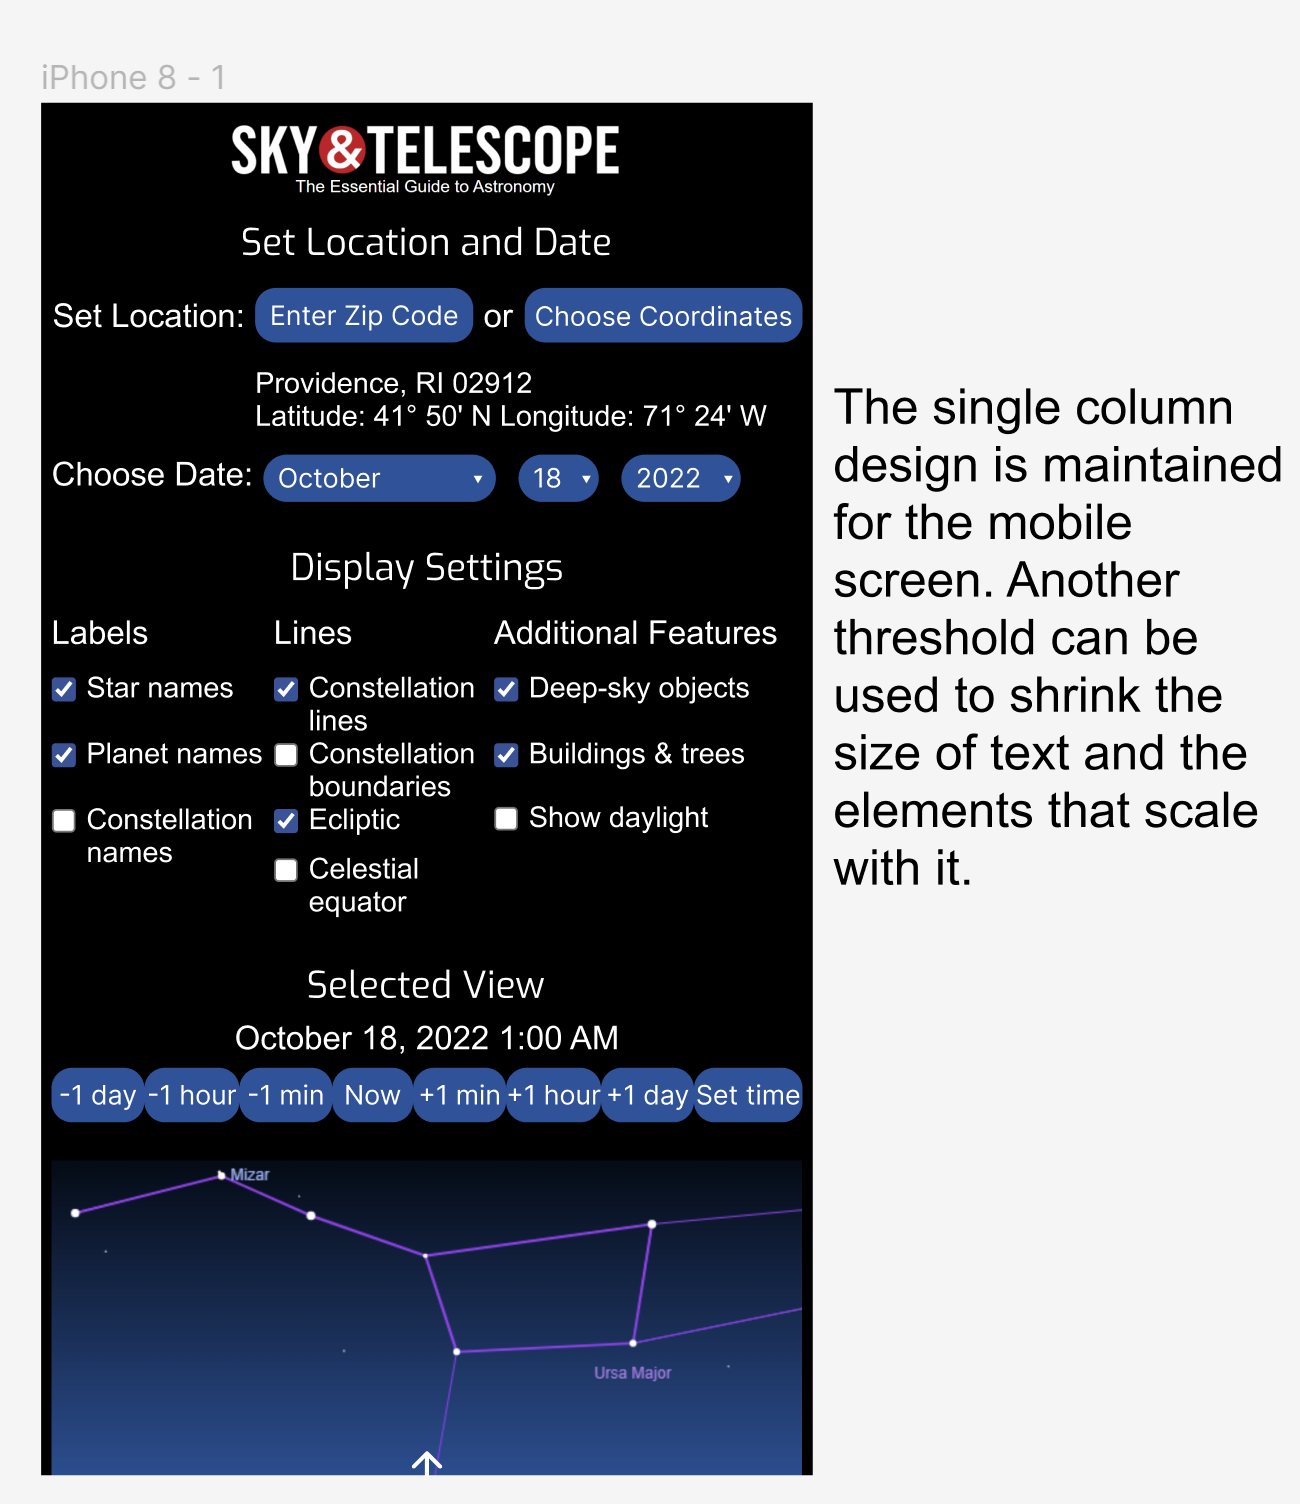 iPhone 8 - 1
SKY&TELESCOPE
The Essential Guide to Astronomy
Set Location and Date
Set Location: Enter Zip Code or Choose Coordinates
Providence, RI 02912
Latitude: 41° 50' N Longitude: 71° 24' W
Choose Date: October 18 2022
Display Settings
Labels
Star names
Planet names
Constellation
names
Lines
Constellation
lines
Constellation
boundaries
Ecliptic
Celestial
equator
Additional Features
Deep-sky objects
Buildings & trees
Show daylight
Selected View
October 18, 2022 1:00 AM
-1 day -1 hour -1 min Now +1 min +1 hour +1 day Set time
Mizar
Ursa Major
The single column
design is maintained
for the mobile
screen. Another
threshold can be
used to shrink the
size of text and the
elements that scale
with it.